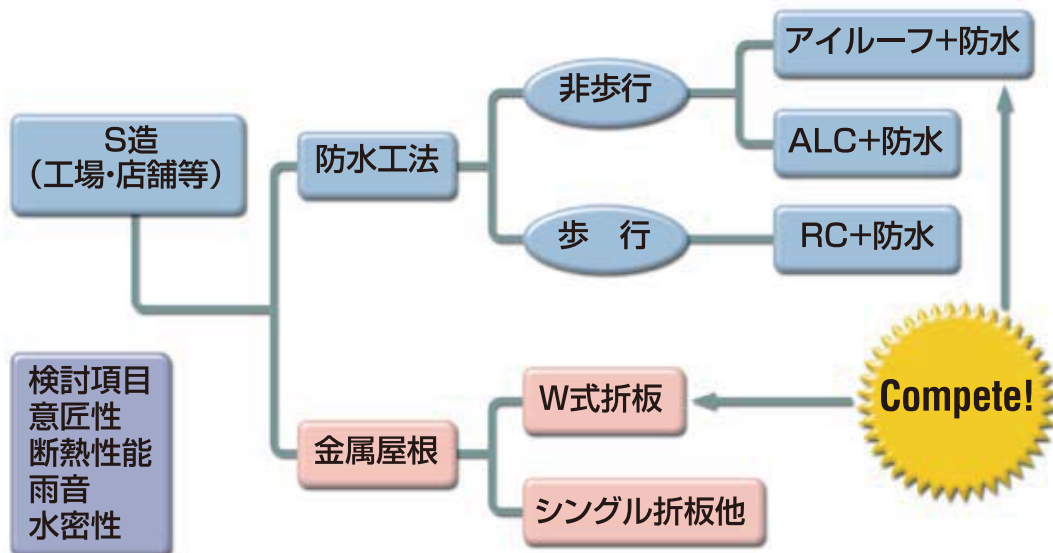 S造
（工場・店舗等）
防水工法
非歩行
歩　行
アイルーフ+防水
ALC+防水
RC+防水
金属屋根
W式折板
シングル折板他
Compete!
検討項目
意匠性
断熱性能
雨音
水密性